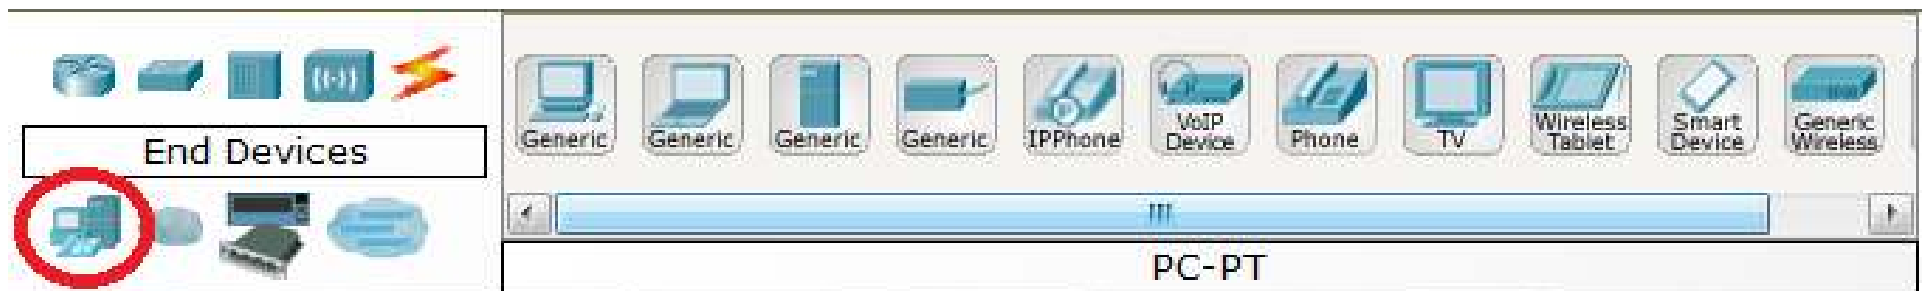 End Devices
Generic
Generic
Generic
Generic
IPPhone
VoIP
Device
Phone
TV
Wireless
Tablet
Smart
Device
Generic
Wireless
PC-PT